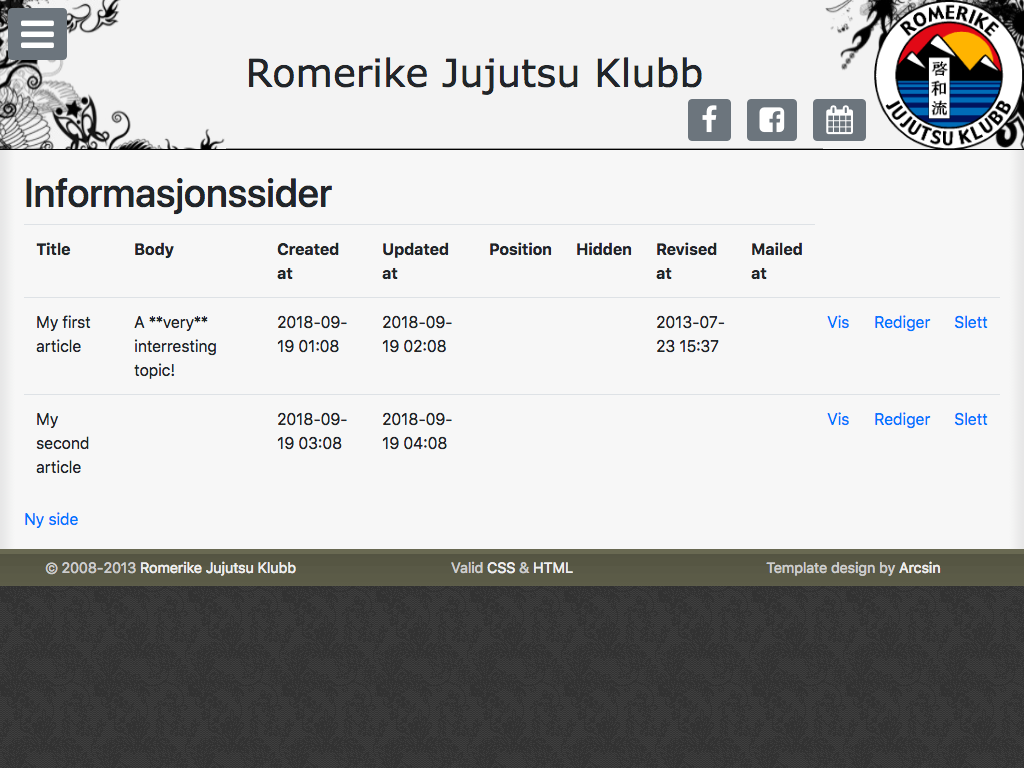 Romerike Jujutsu Klubb
ROMERIKE
啓和流
JUJUTSU KLUBB
Informasjonssider
Title Body Created at Updated at Position Hidden Revised at Mailed at
My first article A **very** interresting topic! 2018-09-19 01:08 2018-09-19 02:08 2013-07-23 15:37 Vis Rediger Slett
My second article 2018-09-19 03:08 2018-09-19 04:08 Vis Rediger Slett
Ny side
© 2008-2013 Romerike Jujutsu Klubb Valid CSS & HTML Template design by Arcsin